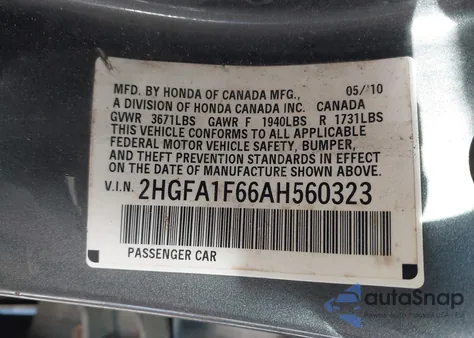 MFD. BY HONDA OF CANADA MFG., 05/'10
A DIVISION OF HONDA CANADA INC. CANADA
GVWR 3671LBS GAWR F 1940LBS R 1731LBS
THIS VEHICLE CONFORMS TO ALL APPLICABLE
FEDERAL MOTOR VEHICLE SAFETY, BUMPER,
AND THEFT PREVENTION STANDARDS IN EFFECT
ON THE DATE OF MANUFACTURE SHOWN ABOVE.
V.I.N. 2HGFA1F66AH560323
PASSENGER CAR
autoSnap